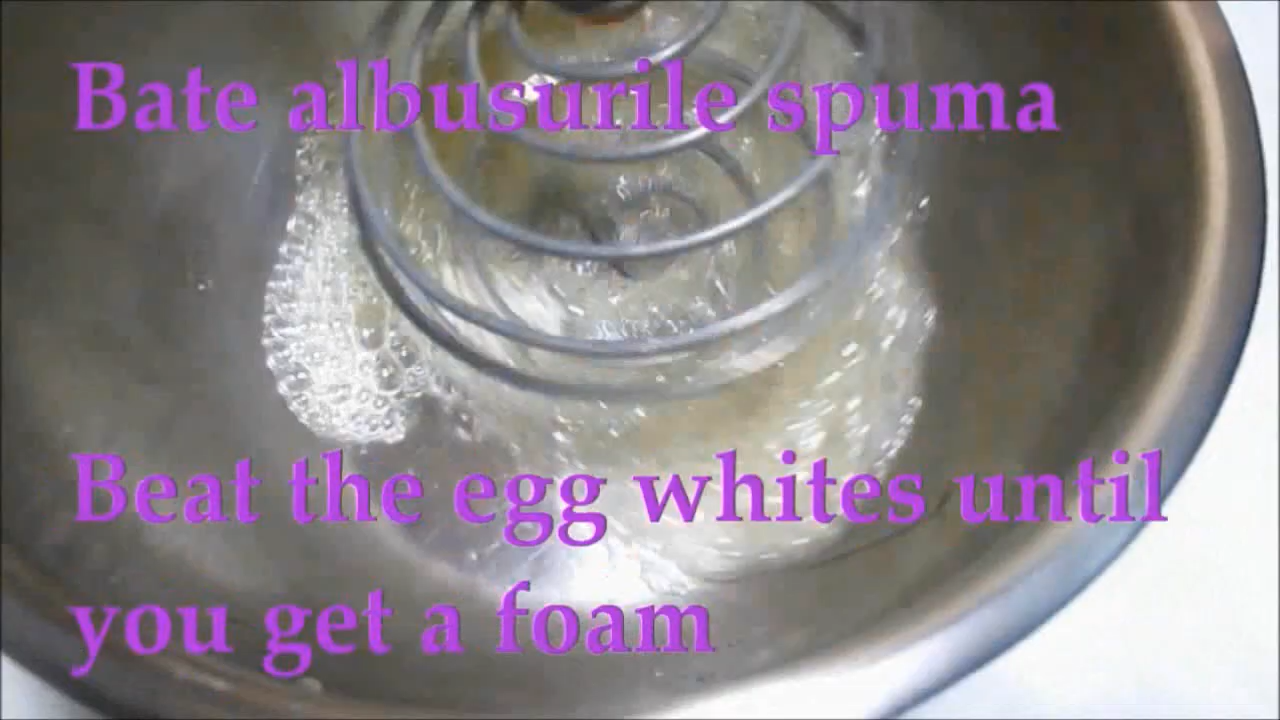 Bate albusurile spuma
Beat the egg whites until
you get a foam